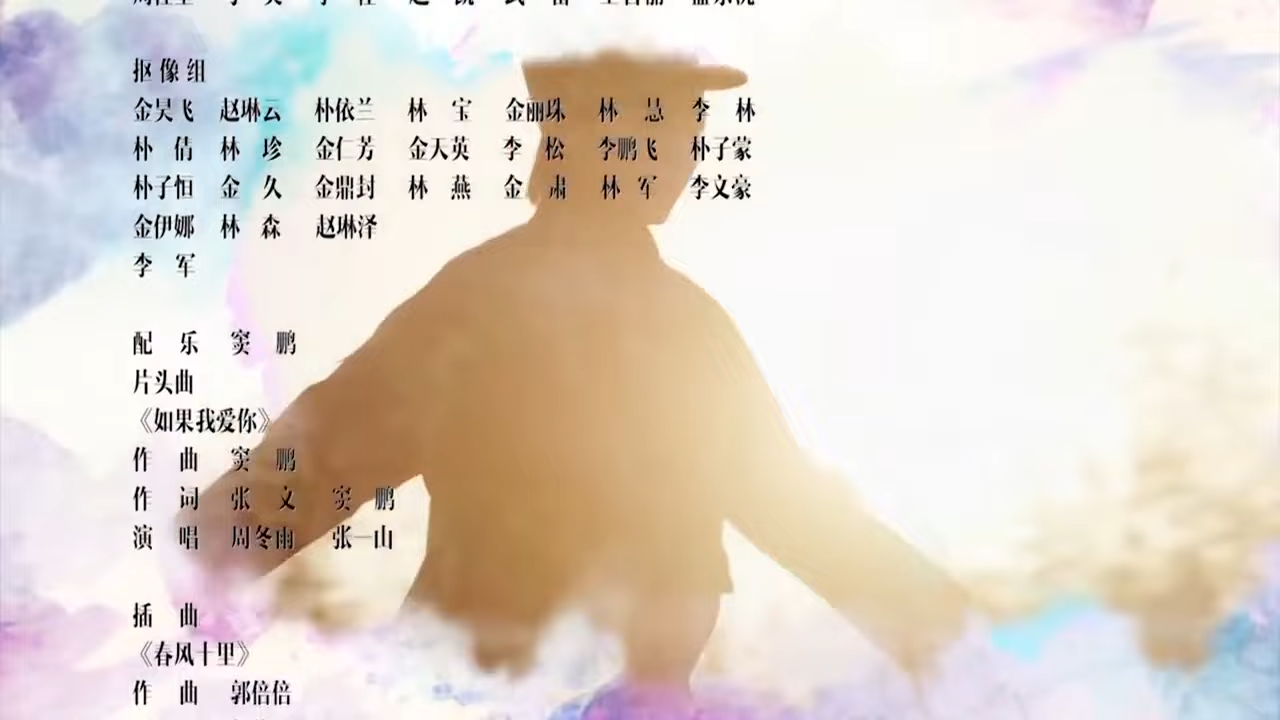 抠像组
金昊飞 赵琳云 朴依兰 林宝 金丽珠 林慧 李林
朴倩 林珍 金仁芳 金天英 李松 李鹏飞 朴子蒙
朴子恒 金久 金鼎封 林燕 金肃 林军 李文豪
金伊娜 林森 赵琳泽
李军
配乐 窦鹏
片头曲
《如果我爱你》
作曲 窦鹏
作词 张文 窦鹏
演唱 周冬雨 张一山
插曲
《春风十里》
作曲 郭倍倍